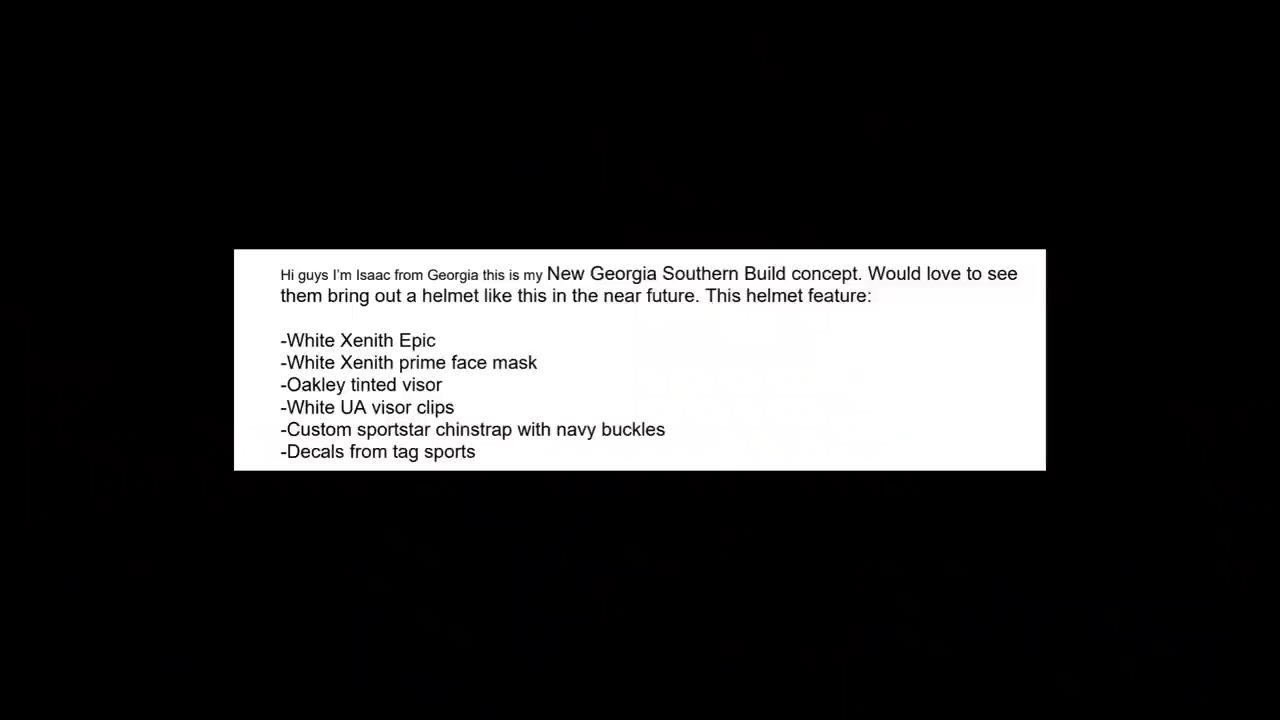 Hi guys I'm Isaac from Georgia this is my New Georgia Southern Build concept. Would love to see
them bring out a helmet like this in the near future. This helmet feature:
-White Xenith Epic
-White Xenith prime face mask
-Oakley tinted visor
-White UA visor clips
-Custom sportstar chinstrap with navy buckles
-Decals from tag sports